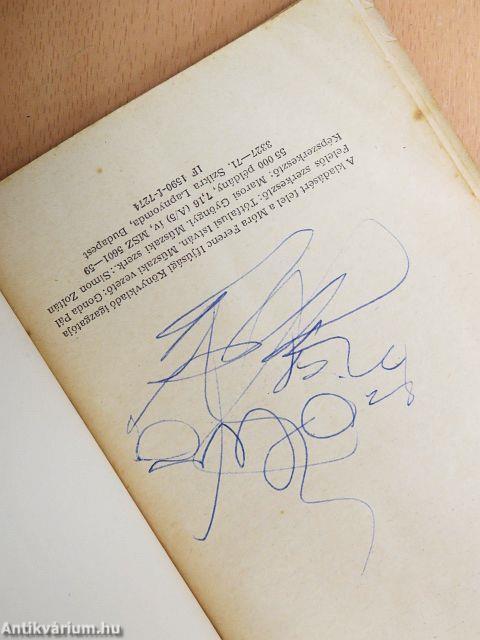 A kiadásért felel a Móra Ferenc Ifjúsági Könyvkiadó igazgatója
Felelős szerkesztő: Tótfalusi István. Műszaki vezető: Gonda Pál
Képszerkesztő: Marosi Gyöngyi. Műszaki szerk.: Simon Zoltán
55 000 példány, 7,16 (A/5) ív, MSZ 5601—59
3327—71. Szikra Lapnyomda, Budapest
IF 1590-f-7274
Antikvárium.hu